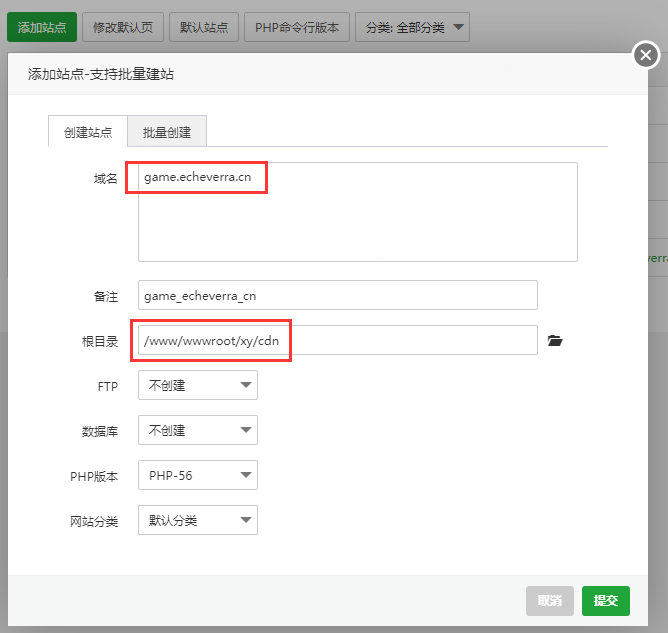 添加站点 修改默认页 默认站点 PHP命令行版本 分类: 全部分类
添加站点-支持批量建站
创建站点 批量创建
域名 game.echeverra.cn
备注 game_echeverra_cn
根目录 /www/wwwroot/xy/cdn
FTP 不创建
数据库 不创建
PHP版本 PHP-56
网站分类 默认分类
取消 提交